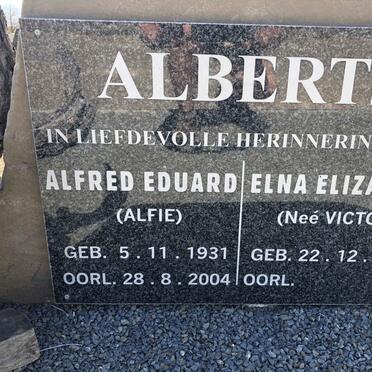 ALBERT
IN LIEFDEVOLLE HERINNERIN
ALFRED EDUARD ELNA ELIZA
(ALFIE) (Neé VICTO
GEB. 5.11.1931 GEB. 22.12.
OORL. 28.8.2004 OORL.